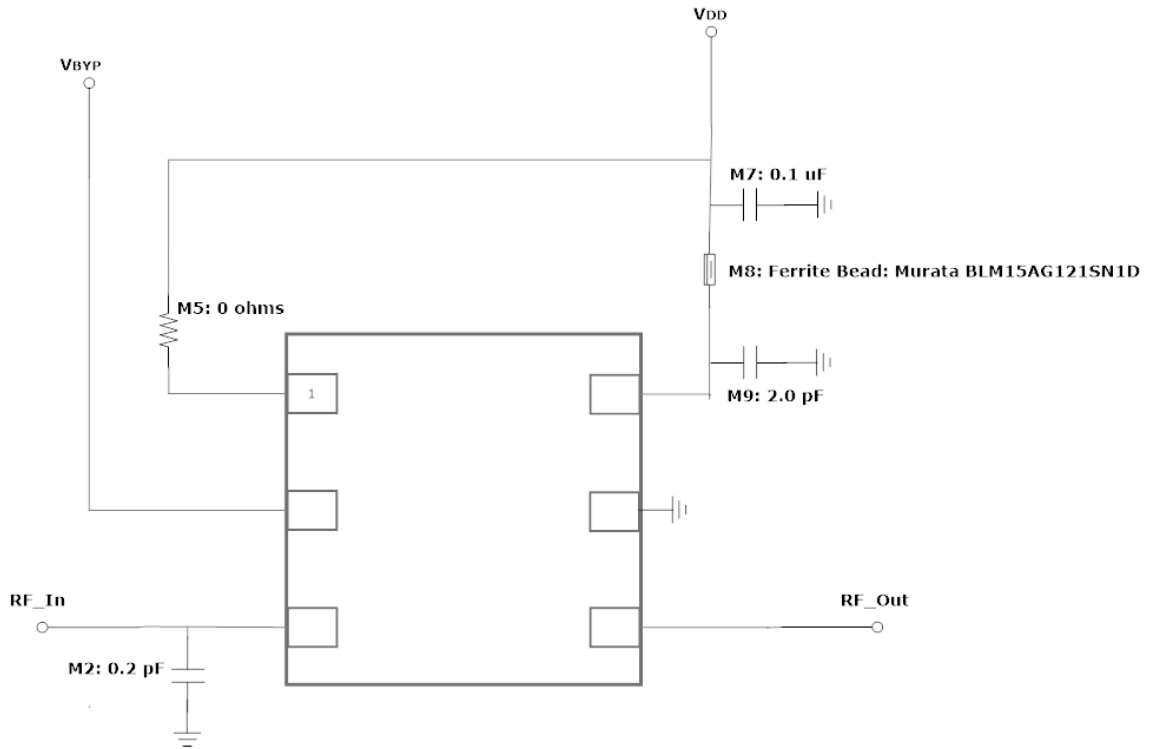 VDD
VBYP
M7: 0.1 uF
M8: Ferrite Bead: Murata BLM15AG121SN1D
M5: 0 ohms
1
M9: 2.0 pF
RF_In
RF_Out
M2: 0.2 pF